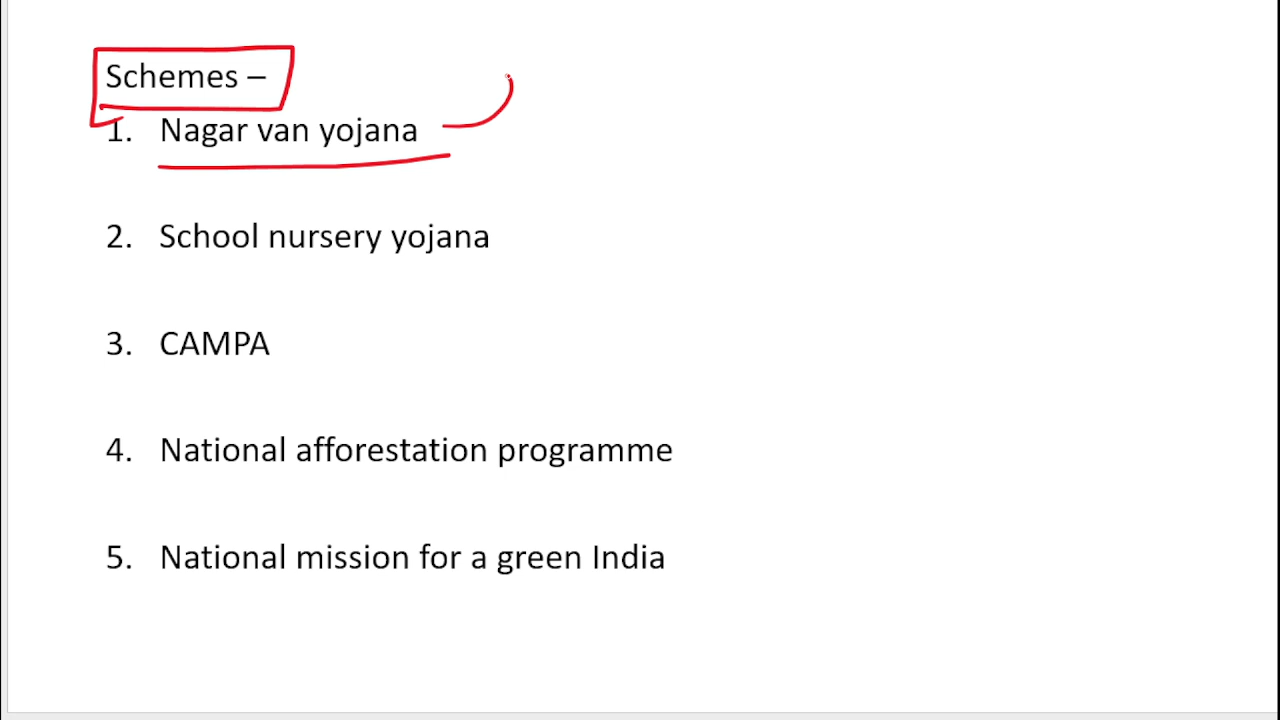 Schemes –
1. Nagar van yojana
2. School nursery yojana
3. CAMPA
4. National afforestation programme
5. National mission for a green India